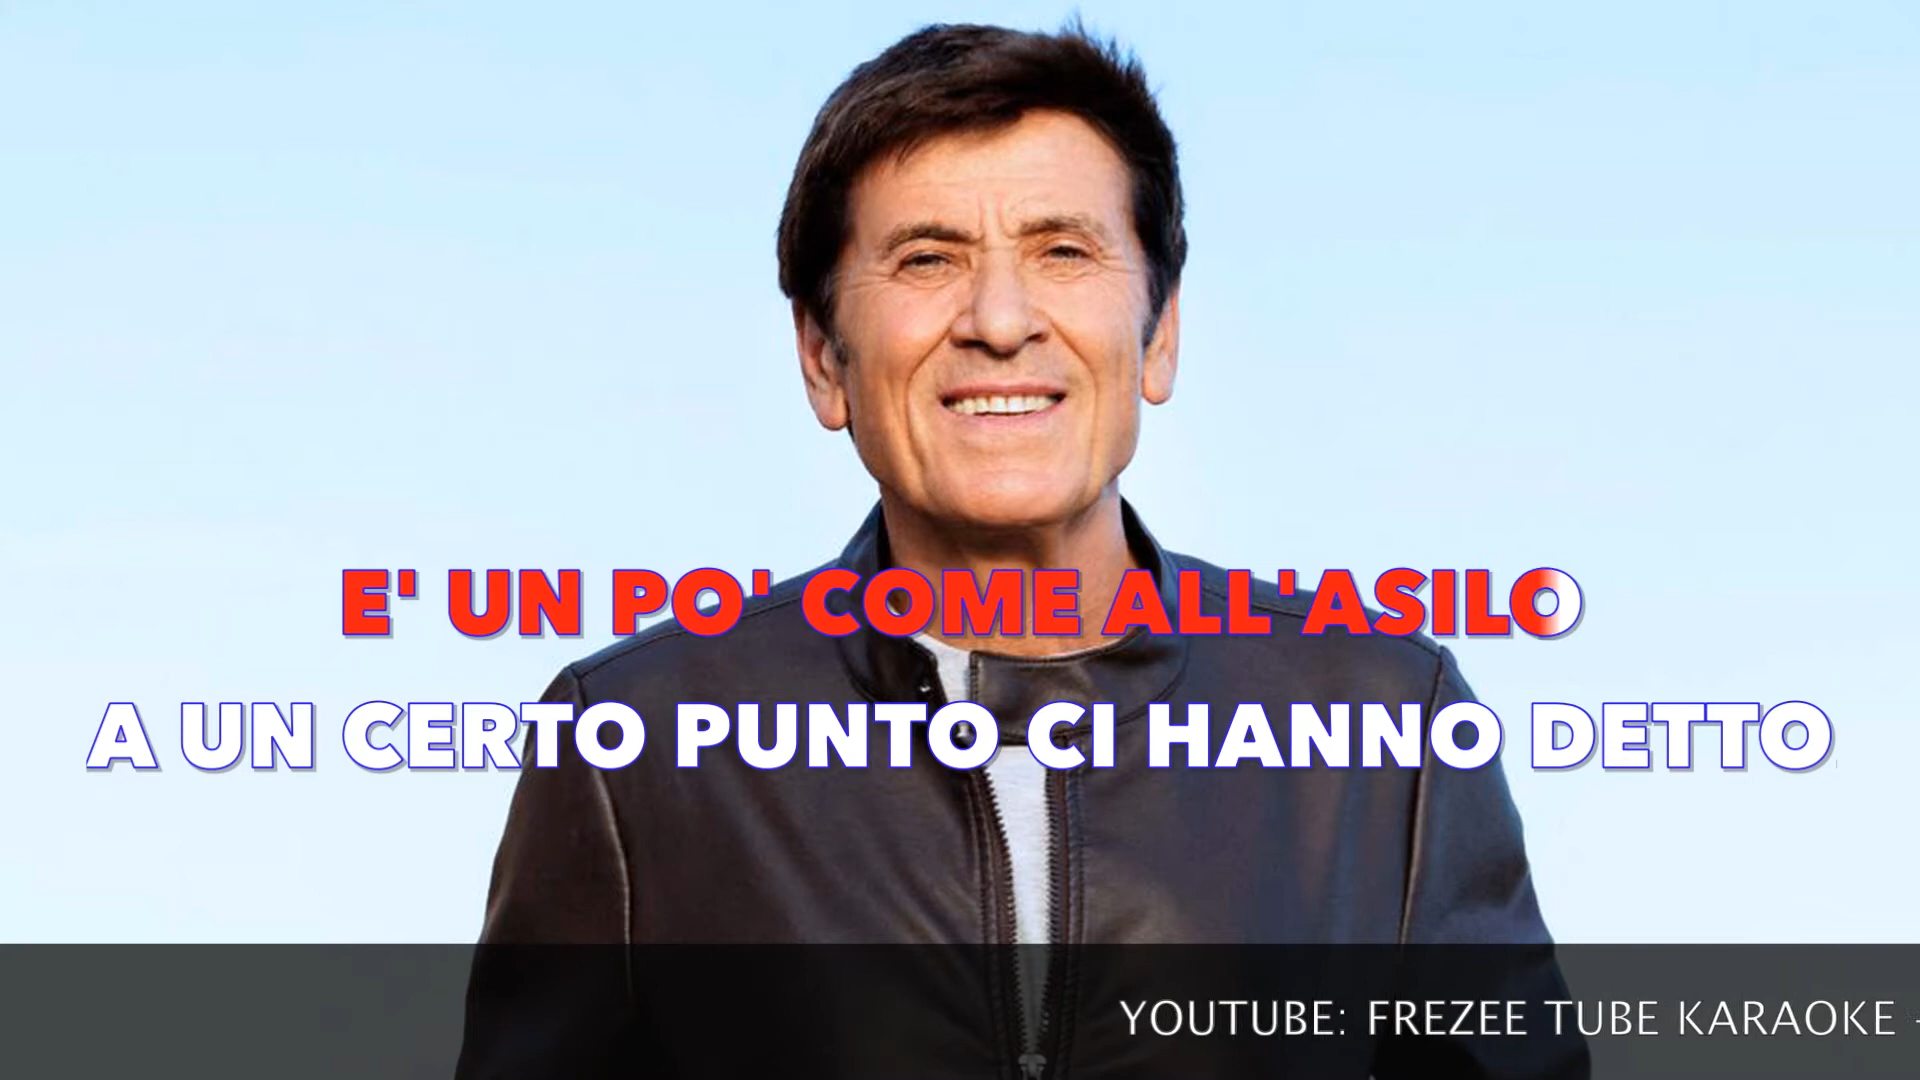 E' UN PO' COME ALL'ASILO
A UN CERTO PUNTO CI HANNO DETTO
YOUTUBE: FREZEE TUBE KARAOKE -